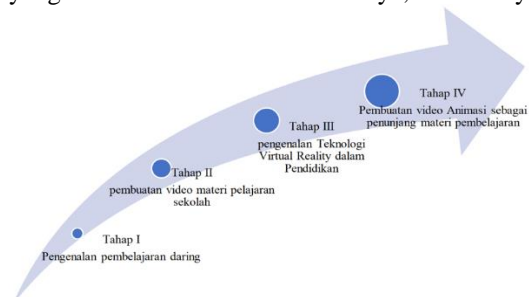 Tahap I
Pengenalan pembelajaran daring
Tahap II
pembuatan video materi pelajaran
sekolah
Tahap III
pengenalan Teknologi
Virtual Reality dalam
Pendidikan
Tahap IV
Pembuatan video Animasi sebagai
penunjang materi pembelajaran